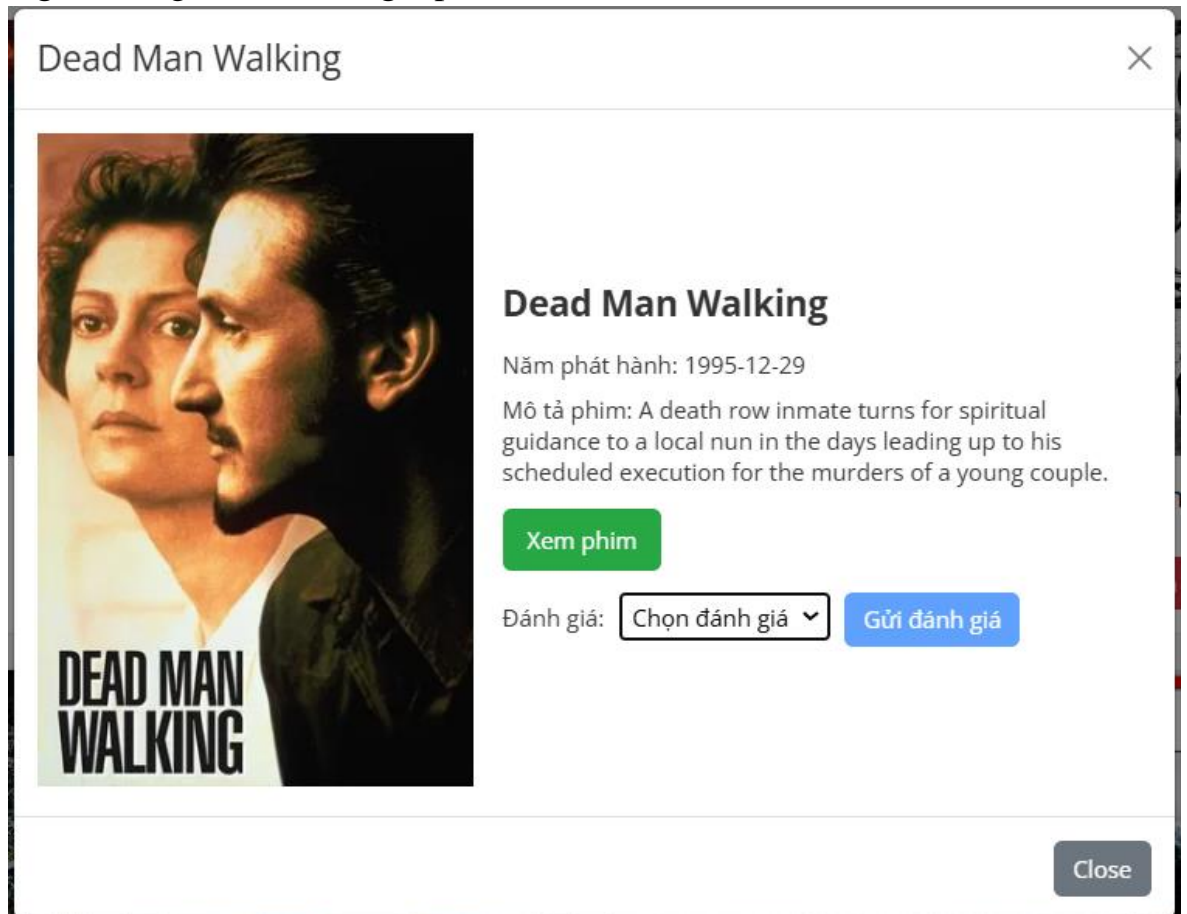 Dead Man Walking
DEAD MAN
WALKING
Dead Man Walking
Năm phát hành: 1995-12-29
Mô tả phim: A death row inmate turns for spiritual
guidance to a local nun in the days leading up to his
scheduled execution for the murders of a young couple.
Xem phim
Đánh giá: Chọn đánh giá Gửi đánh giá
Close